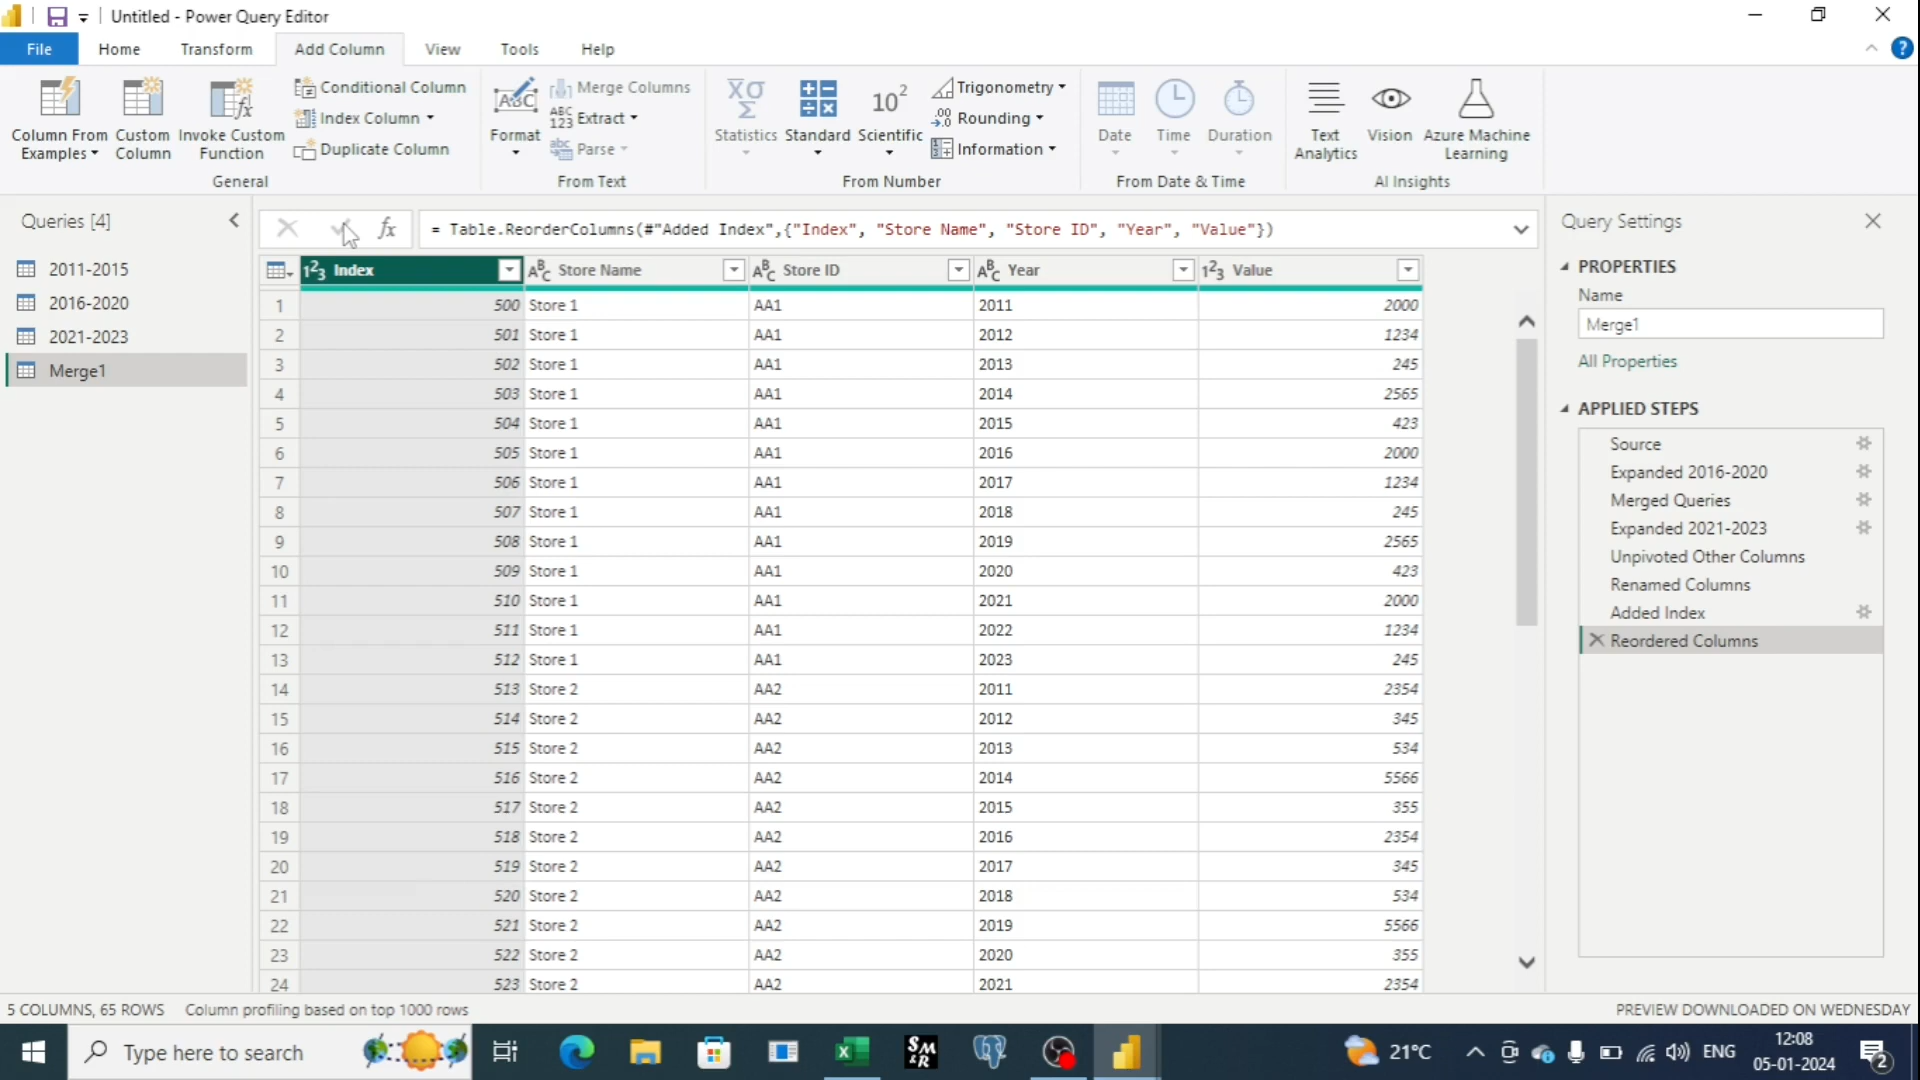 Untitled - Power Query Editor
File Home Transform Add Column View Tools Help
Column From Examples
Custom Column
Invoke Custom Function
Conditional Column
Index Column
Duplicate Column
General
Format
Merge Columns
Extract
Parse
From Text
Statistics
Standard
Scientific
Trigonometry
Rounding
Information
From Number
Date
Time
Duration
From Date & Time
Text Analytics
Vision
Azure Machine Learning
AI Insights
Queries [4]
2011-2015
2016-2020
2021-2023
Merge1
fx = Table.ReorderColumns(#"Added Index",{"Index", "Store Name", "Store ID", "Year", "Value"})
1²3 Index ABC Store Name ABC Store ID ABC Year 1²3 Value
1 500 Store 1 AA1 2011 2000
2 501 Store 1 AA1 2012 1234
3 502 Store 1 AA1 2013 245
4 503 Store 1 AA1 2014 2565
5 504 Store 1 AA1 2015 423
6 505 Store 1 AA1 2016 2000
7 506 Store 1 AA1 2017 1234
8 507 Store 1 AA1 2018 245
9 508 Store 1 AA1 2019 2565
10 509 Store 1 AA1 2020 423
11 510 Store 1 AA1 2021 2000
12 511 Store 1 AA1 2022 1234
13 512 Store 1 AA1 2023 245
14 513 Store 2 AA2 2011 2354
15 514 Store 2 AA2 2012 345
16 515 Store 2 AA2 2013 534
17 516 Store 2 AA2 2014 5566
18 517 Store 2 AA2 2015 355
19 518 Store 2 AA2 2016 2354
20 519 Store 2 AA2 2017 345
21 520 Store 2 AA2 2018 534
22 521 Store 2 AA2 2019 5566
23 522 Store 2 AA2 2020 355
24 523 Store 2 AA2 2021 2354
Query Settings
PROPERTIES
Name
Merge1
All Properties
APPLIED STEPS
Source
Expanded 2016-2020
Merged Queries
Expanded 2021-2023
Unpivoted Other Columns
Renamed Columns
Added Index
Reordered Columns
5 COLUMNS, 65 ROWS Column profiling based on top 1000 rows
PREVIEW DOWNLOADED ON WEDNESDAY
Type here to search
21°C
ENG
12:08
05-01-2024
2